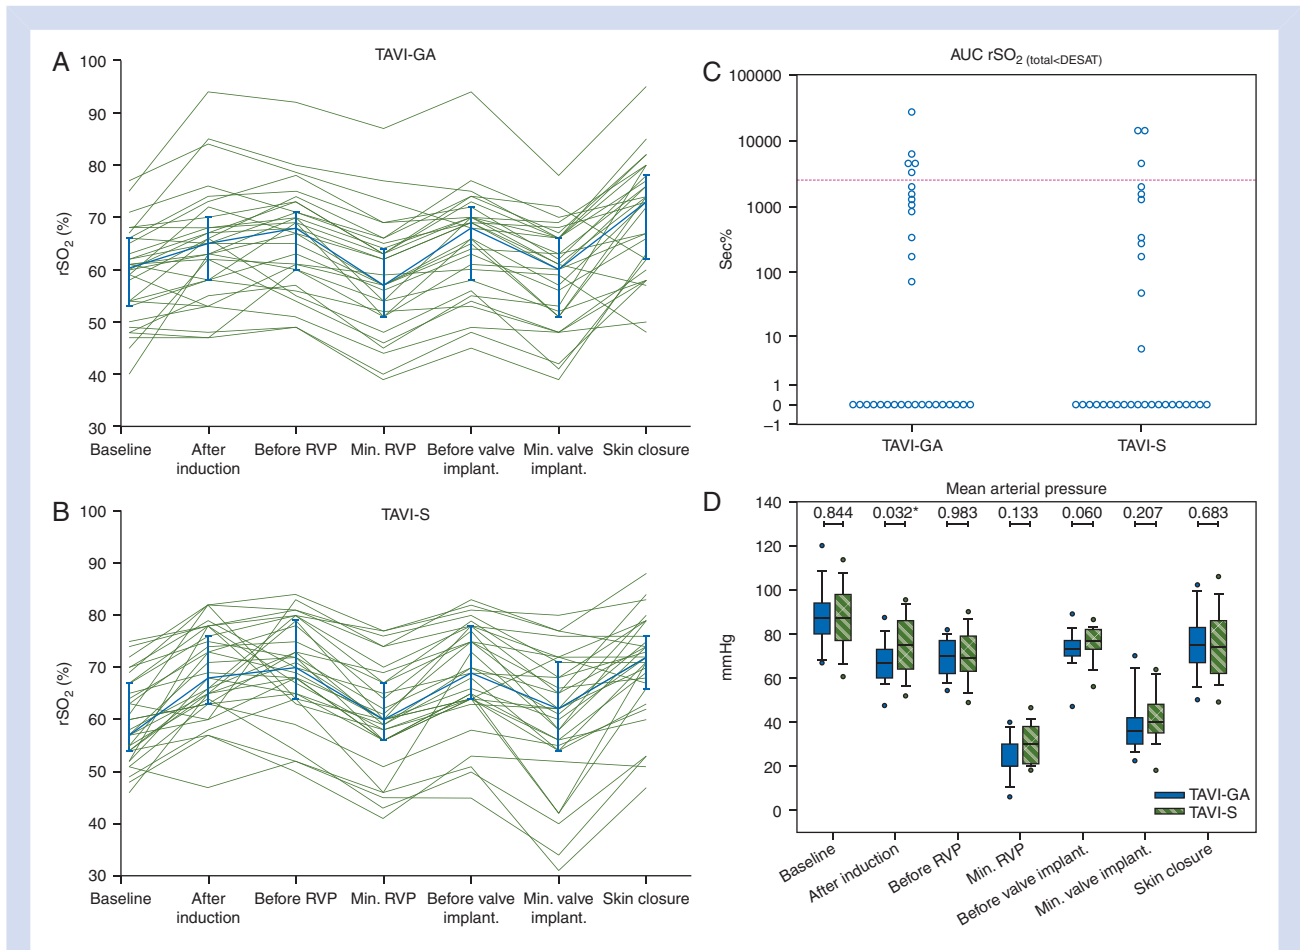 A
TAVI-GA
100
90
80
70
60
50
40
30
rSO2 (%)
Baseline
After
induction
Before RVP
Min. RVP
Before valve
implant.
Min. valve
implant.
Skin closure
B
TAVI-S
100
90
80
70
60
50
40
30
rSO2 (%)
Baseline
After
induction
Before RVP
Min. RVP
Before valve
implant.
Min. valve
implant.
Skin closure
C
AUC rSO2 (total<DESAT)
100000
10000
1000
100
10
1
0
–1
Sec%
TAVI-GA
TAVI-S
D
Mean arterial pressure
140
120
100
80
60
40
20
0
mmHg
0.844 0.032* 0.983 0.133 0.060 0.207 0.683
TAVI-GA
TAVI-S
Baseline
After induction
Before RVP
Min. RVP
Before valve implant.
Min. valve implant.
Skin closure